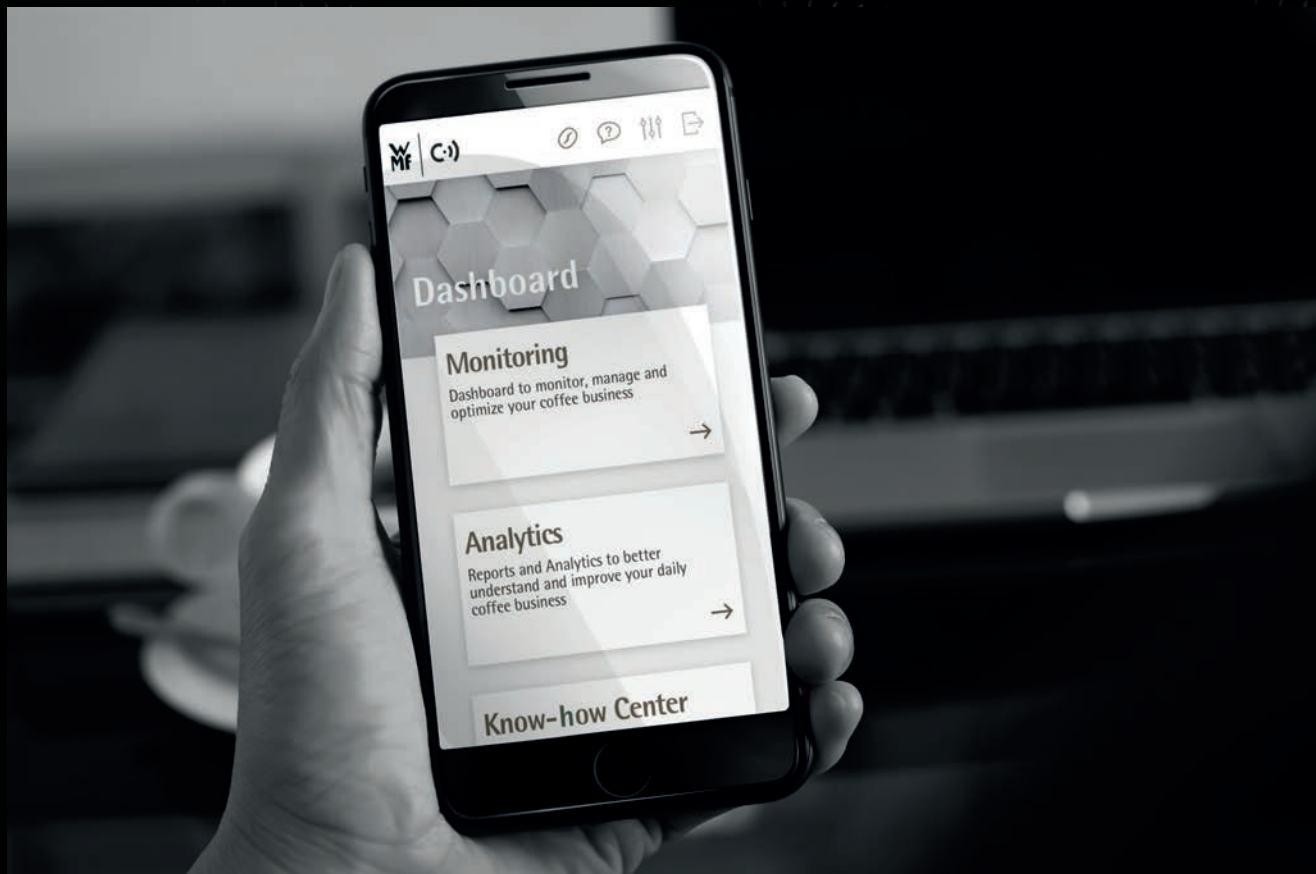 WMF
Dashboard
Monitoring
Dashboard to monitor, manage and
optimize your coffee business
Analytics
Reports and Analytics to better
understand and improve your daily
coffee business
Know-how Center